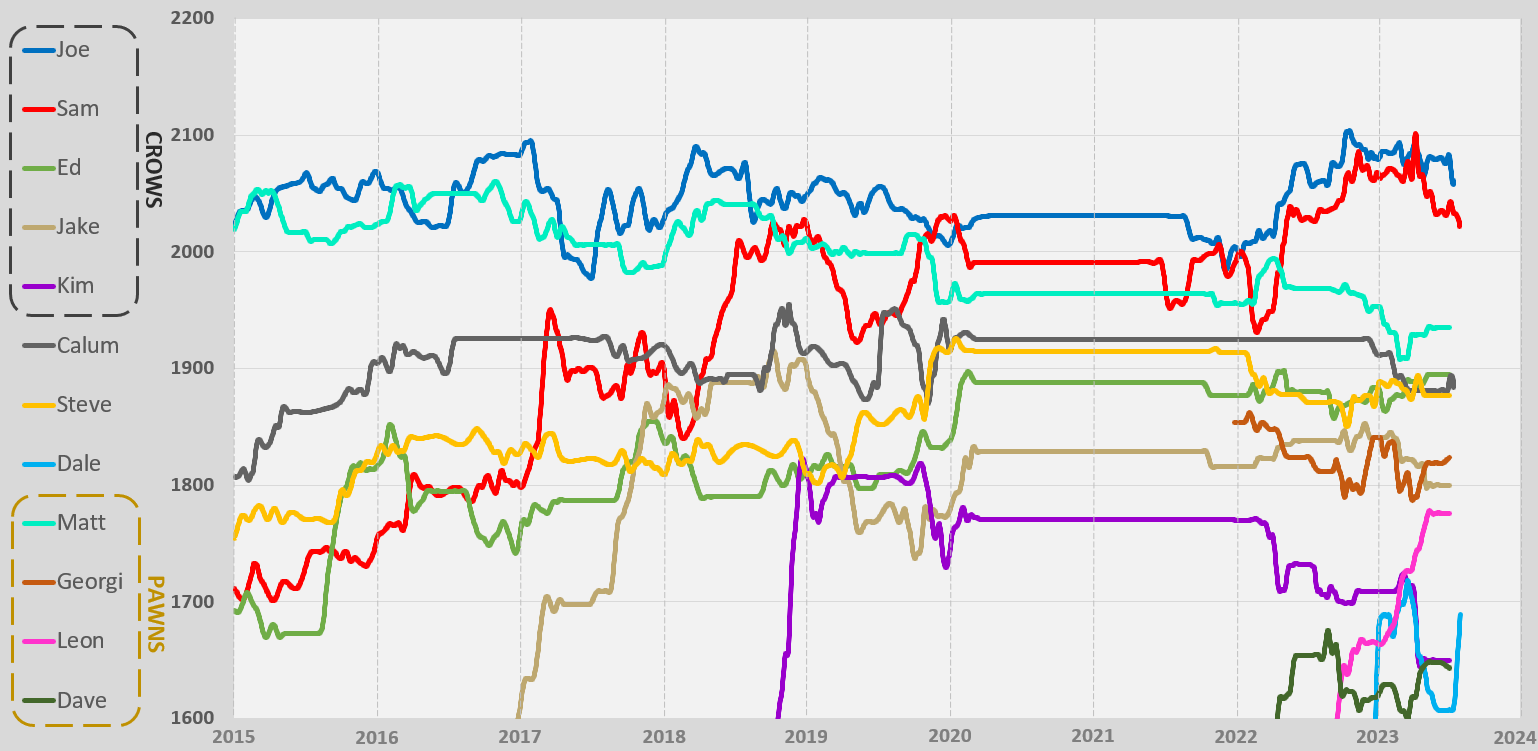 Joe
Sam
Ed
Jake
Kim
CROWS
Calum
Steve
Dale
Matt
Georgi
Leon
Dave
PAWNS
2200
2100
2000
1900
1800
1700
1600
2015 2016 2017 2018 2019 2020 2021 2022 2023 2024